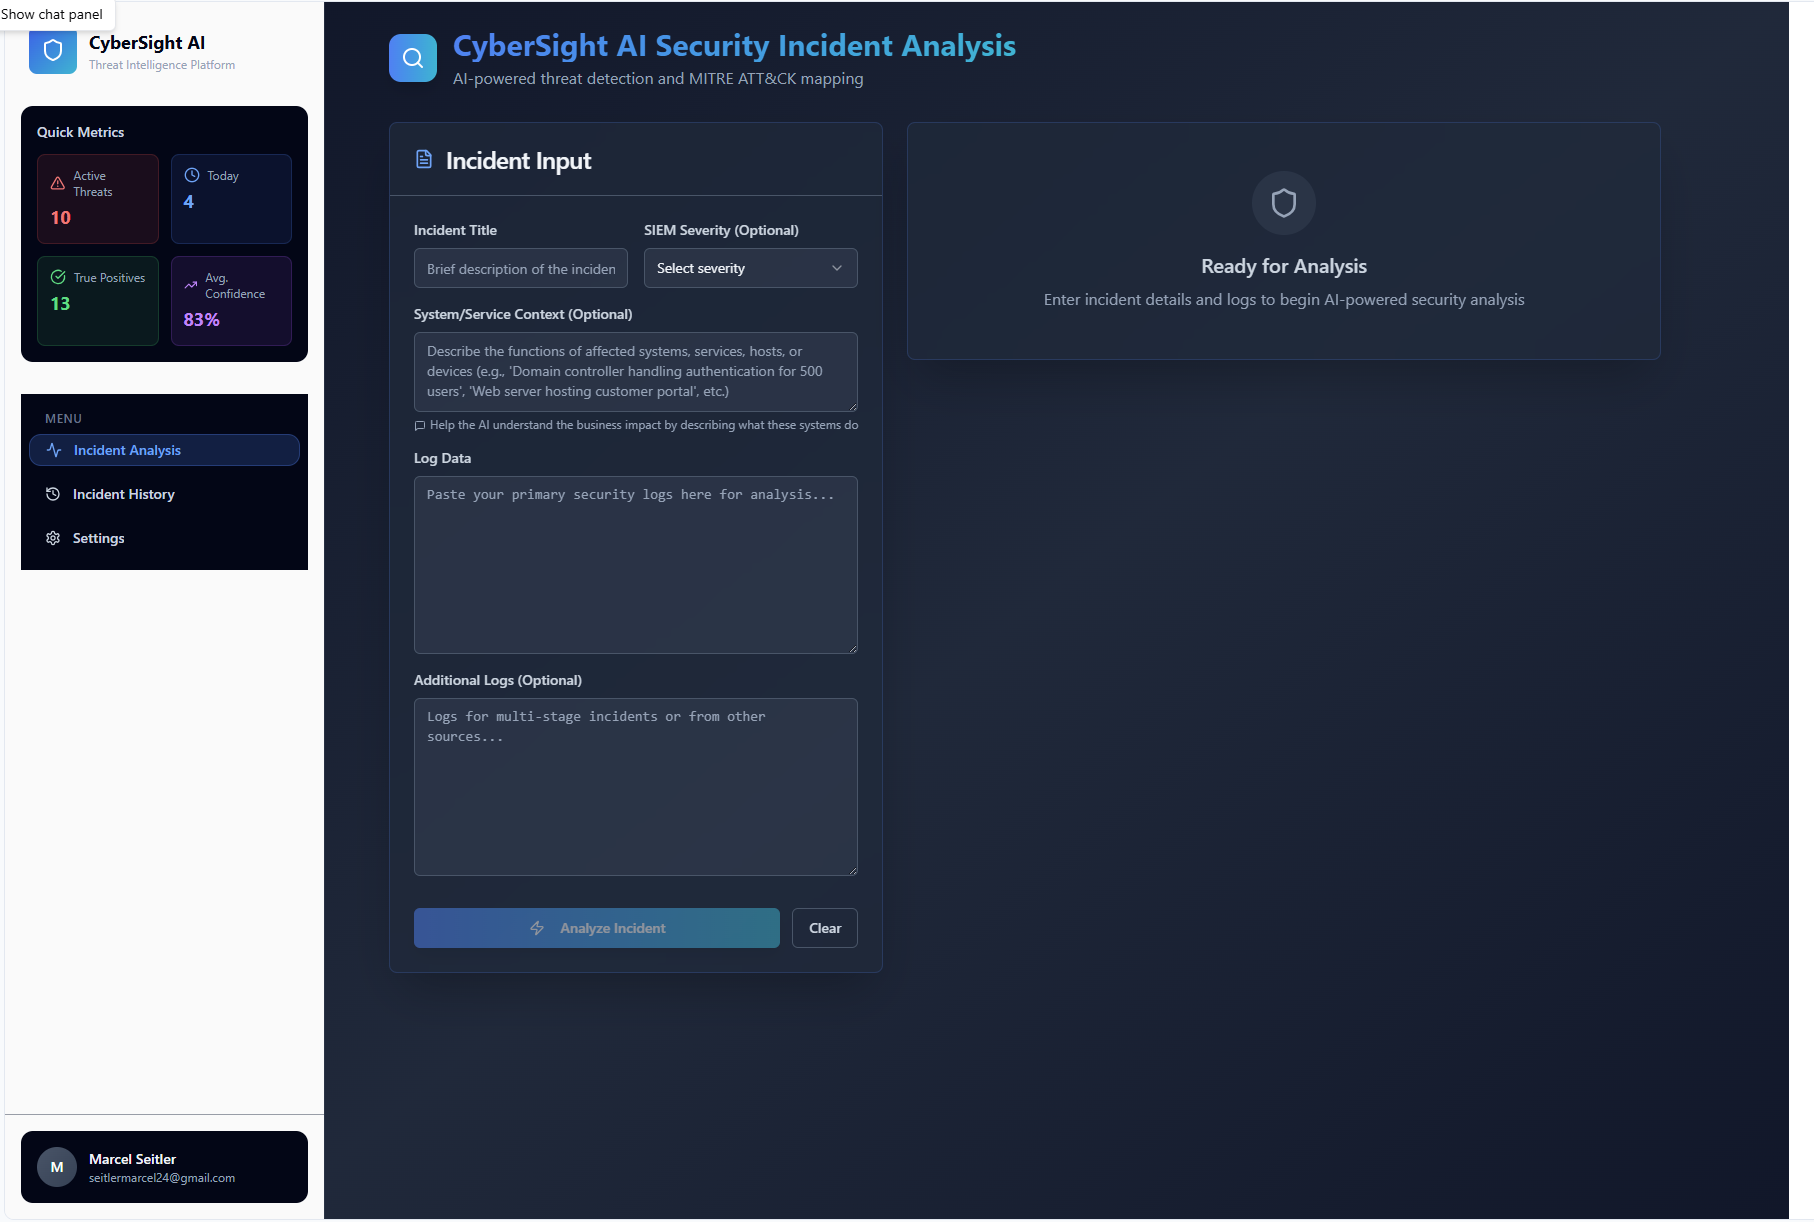 Show chat panel
CyberSight AI
Threat Intelligence Platform
Quick Metrics
Active
Threats
10
Today
4
True Positives
13
Avg.
Confidence
83%
MENU
Incident Analysis
Incident History
Settings
M
Marcel Seitler
seitlermarcel24@gmail.com
CyberSight AI Security Incident Analysis
AI-powered threat detection and MITRE ATT&CK mapping
Incident Input
Incident Title
Brief description of the inciden
SIEM Severity (Optional)
Select severity
System/Service Context (Optional)
Describe the functions of affected systems, services, hosts, or
devices (e.g., 'Domain controller handling authentication for 500
users', 'Web server hosting customer portal', etc.)
Help the AI understand the business impact by describing what these systems do
Log Data
Paste your primary security logs here for analysis...
Additional Logs (Optional)
Logs for multi-stage incidents or from other
sources...
Analyze Incident
Clear
Ready for Analysis
Enter incident details and logs to begin AI-powered security analysis